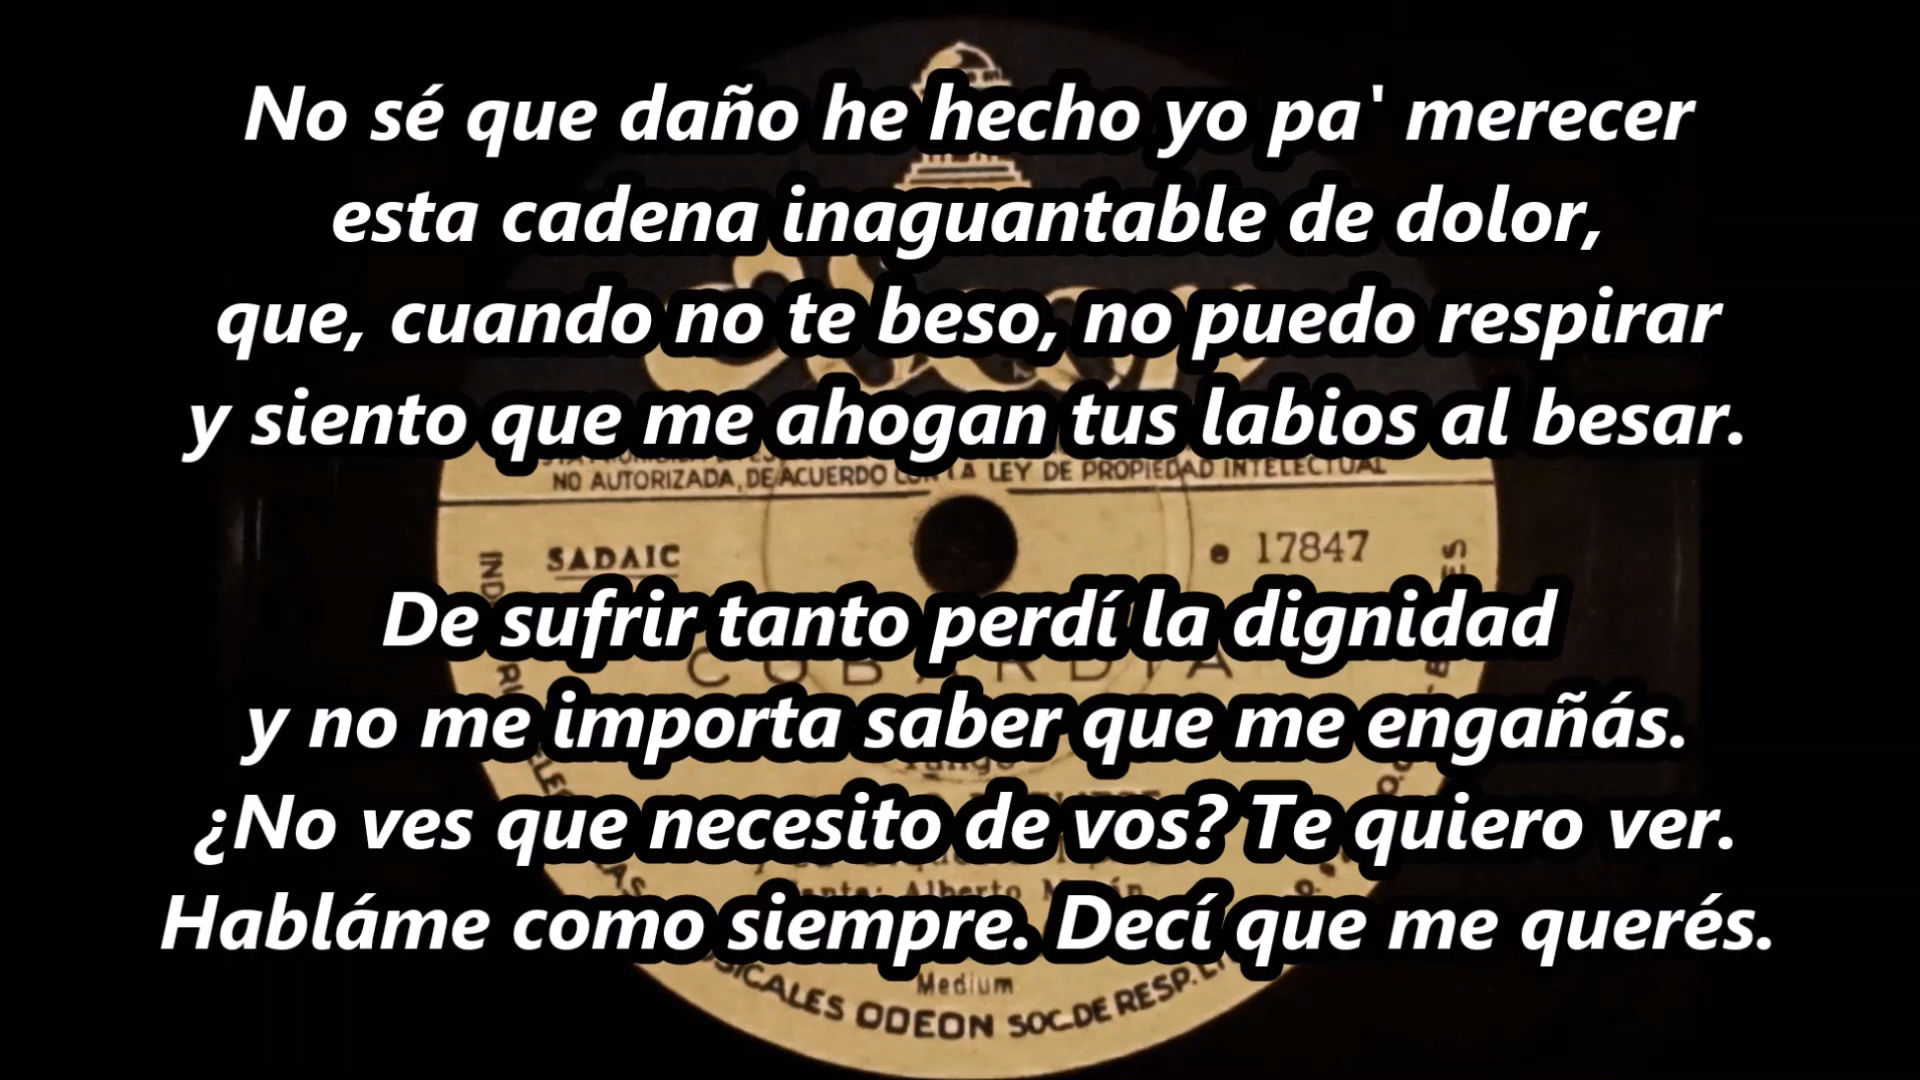 No sé que daño he hecho yo pa' merecer
esta cadena inaguantable de dolor,
que, cuando no te beso, no puedo respirar
y siento que me ahogan tus labios al besar.
NO AUTORIZADA, DE ACUERDO CON LA LEY DE PROPIEDAD INTELECTUAL
SADAIC
e 17847
De sufrir tanto perdí la dignidad
COBARDIA
y no me importa saber que me engañás.
Tango
¿No ves que necesito de vos? Te quiero ver.
Alberto
Habláme como siempre. Decí que me querés.
Medium
ODEON SOC. DE RESP.